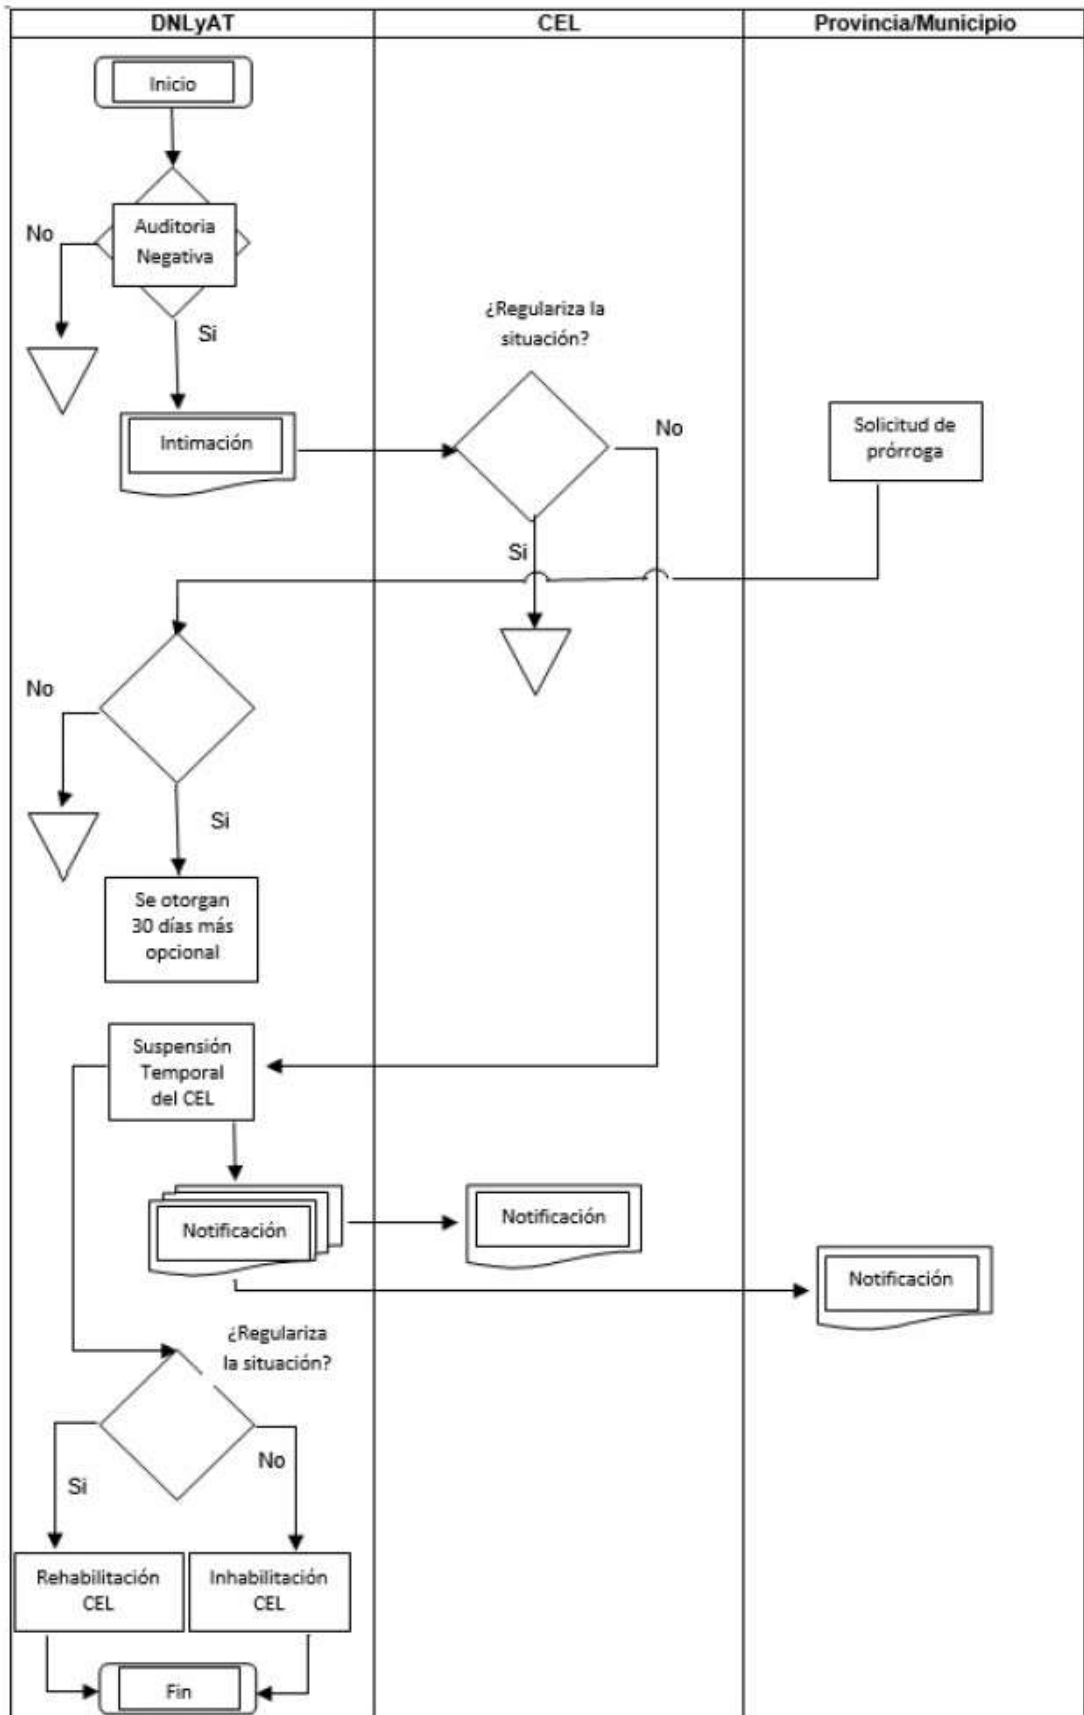 DNLyAT
CEL
Provincia/Municipio
Inicio
Auditoria
Negativa
No
Si
¿Regulariza la
situación?
Intimación
No
Solicitud de
prórroga
Si
No
Si
Se otorgan
30 días más
opcional
Suspensión
Temporal
del CEL
Notificación
Notificación
Notificación
¿Regulariza
la situación?
Si
No
Rehabilitación
CEL
Inhabilitación
CEL
Fin